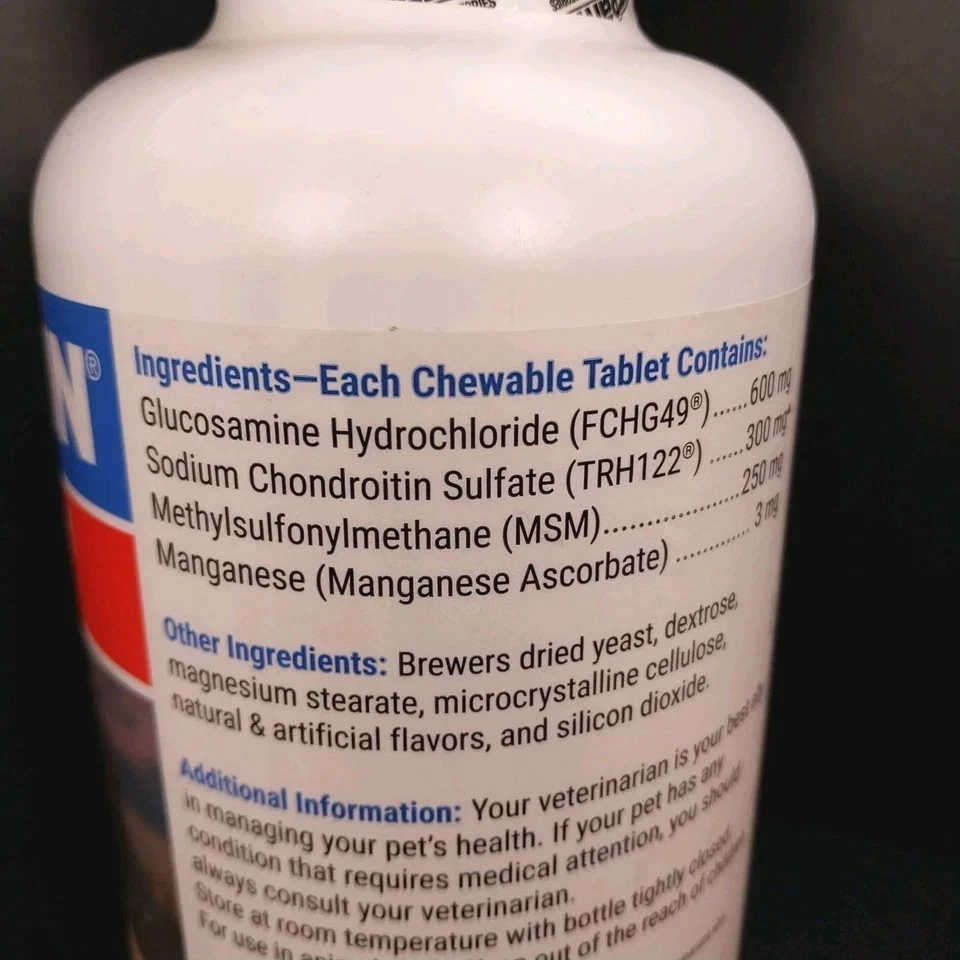 N®
Ingredients—Each Chewable Tablet Contains:
Glucosamine Hydrochloride (FCHG49®)......600 mg
Sodium Chondroitin Sulfate (TRH122®) ......300 mg*
Methylsulfonylmethane (MSM)....................250 mg
Manganese (Manganese Ascorbate) ............. 3 mg
Other Ingredients: Brewers dried yeast, dextrose,
magnesium stearate, microcrystalline cellulose,
natural & artificial flavors, and silicon dioxide.
Additional Information: Your veterinarian is your best
in managing your pet's health. If your pet has any
condition that requires medical attention, you should
always consult your veterinarian.
Store at room temperature with bottle tightly closed.
For use in out of the reach of